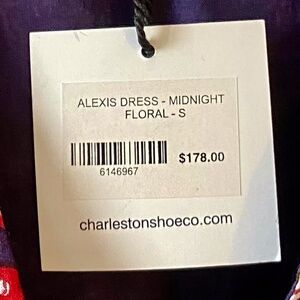 ALEXIS DRESS - MIDNIGHT
FLORAL - S
$178.00
6146967
charlestonshoeco.com